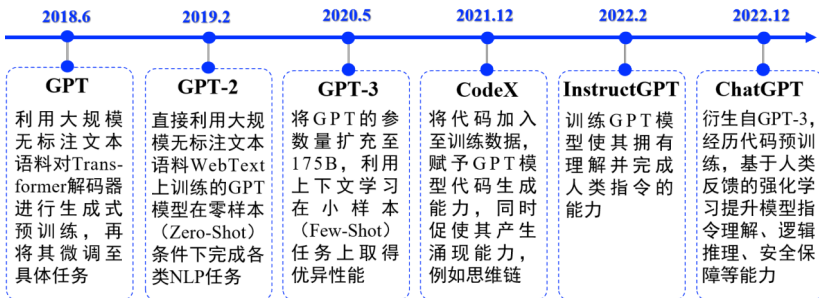 2018.6
2019.2
2020.5
2021.12
2022.2
2022.12
GPT
利用大规模
无标注文本
语料对Trans-
former解码器
进行生成式
预训练，再
将其微调至
具体任务
GPT-2
直接利用大规
模无标注文本
语料WebText
上训练的GPT
模型在零样本
（Zero-Shot）
条件下完成各
类NLP任务
GPT-3
将GPT的参
数量扩充至
175B，利用
上下文学习
在小样本
（Few-Shot）
任务上取得
优异性能
CodeX
将代码加入
至训练数据，
赋予GPT模
型代码生成
能力，同时
促使其产生
涌现能力，
例如思维链
InstructGPT
训练GPT模
型使其拥有
理解并完成
人类指令的
能力
ChatGPT
衍生自GPT-3，
经历代码预训
练，基于人类
反馈的强化学
习提升模型指
令理解、逻辑
推理、安全保
障等能力